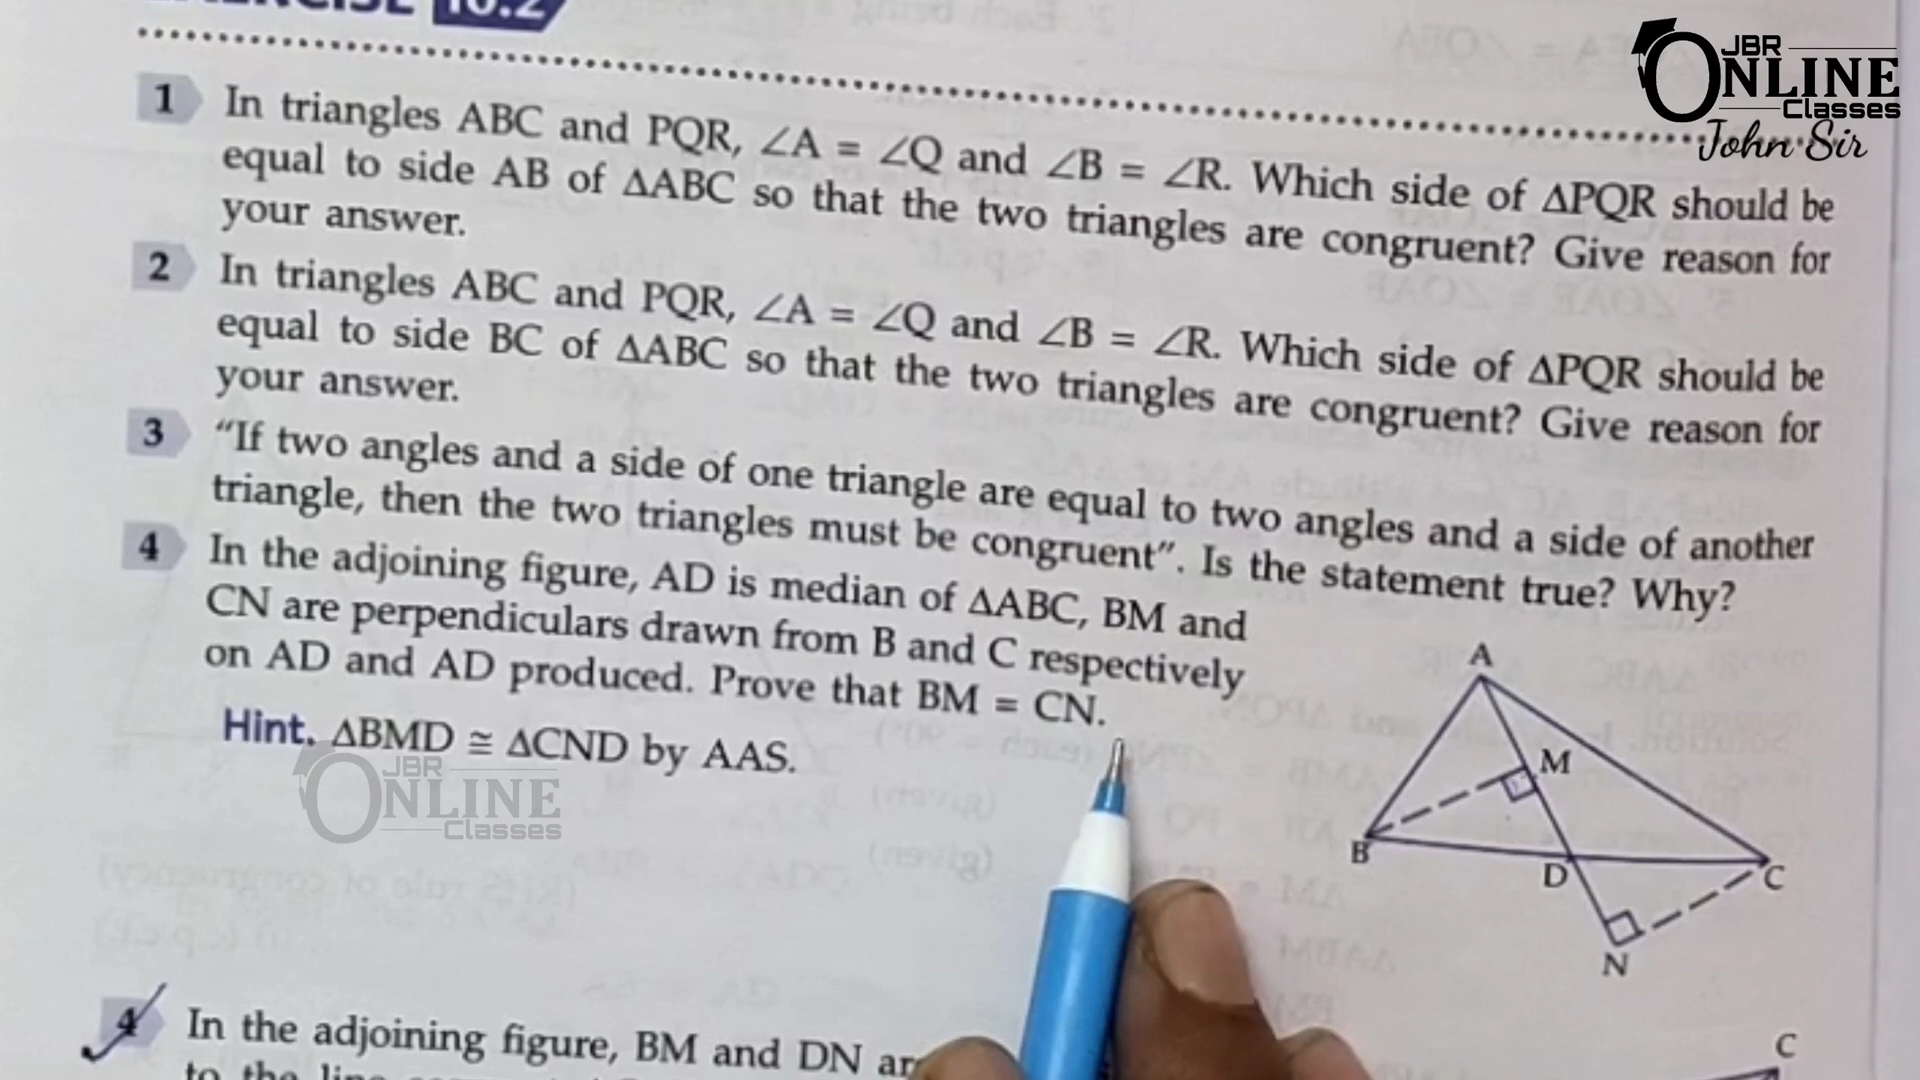 EXERCISE 10.2
JBR
ONLINE
Classes
John Sir
1 In triangles ABC and PQR, ∠A = ∠Q and ∠B = ∠R. Which side of ΔPQR should be
equal to side AB of ΔABC so that the two triangles are congruent? Give reason for
your answer.
2 In triangles ABC and PQR, ∠A = ∠Q and ∠B = ∠R. Which side of ΔPQR should be
equal to side BC of ΔABC so that the two triangles are congruent? Give reason for
your answer.
3 “If two angles and a side of one triangle are equal to two angles and a side of another
triangle, then the two triangles must be congruent”. Is the statement true? Why?
4 In the adjoining figure, AD is median of ΔABC, BM and
CN are perpendiculars drawn from B and C respectively
on AD and AD produced. Prove that BM = CN.
Hint. ΔBMD ≅ ΔCND by AAS.
JBR
ONLINE
Classes
A
M
B
D
C
N
4 In the adjoining figure, BM and DN
to the line
C